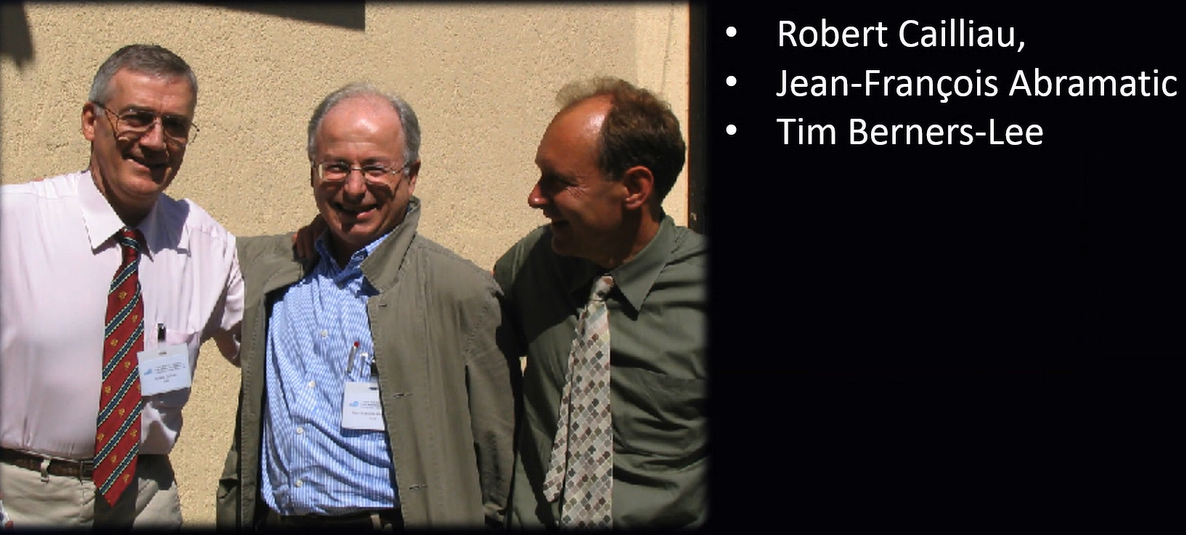 • Robert Cailliau,
• Jean-François Abramatic
• Tim Berners-Lee